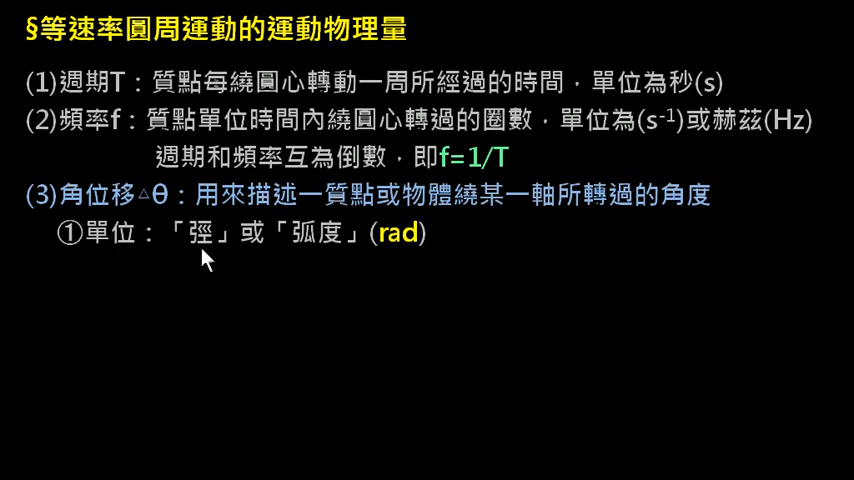 §等速率圓周運動的運動物理量
(1)週期T：質點每繞圓心轉動一周所經過的時間，單位為秒(s)
(2)頻率f：質點單位時間內繞圓心轉過的圈數，單位為(s⁻¹)或赫茲(Hz)
週期和頻率互為倒數，即f=1/T
(3)角位移△θ：用來描述一質點或物體繞某一軸所轉過的角度
①單位：「弳」或「弧度」(rad)